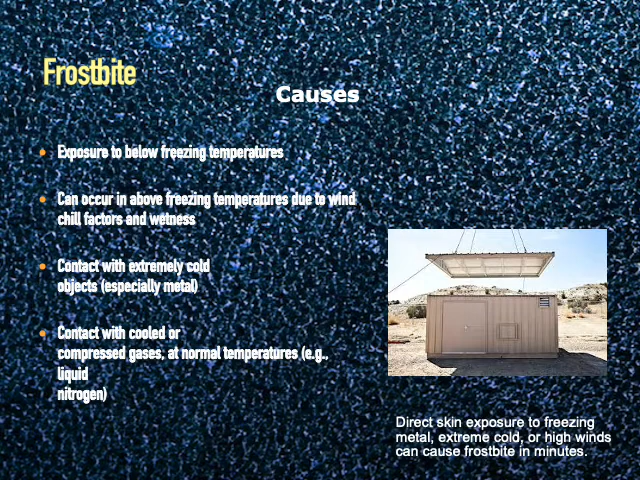 Frostbite
Causes
Exposure to below freezing temperatures
Can occur in above freezing temperatures due to wind
chill factors and wetness
Contact with extremely cold
objects (especially metal)
Contact with cooled or
compressed gases, at normal temperatures (e.g.,
liquid
nitrogen)
Direct skin exposure to freezing
metal, extreme cold, or high winds
can cause frostbite in minutes.